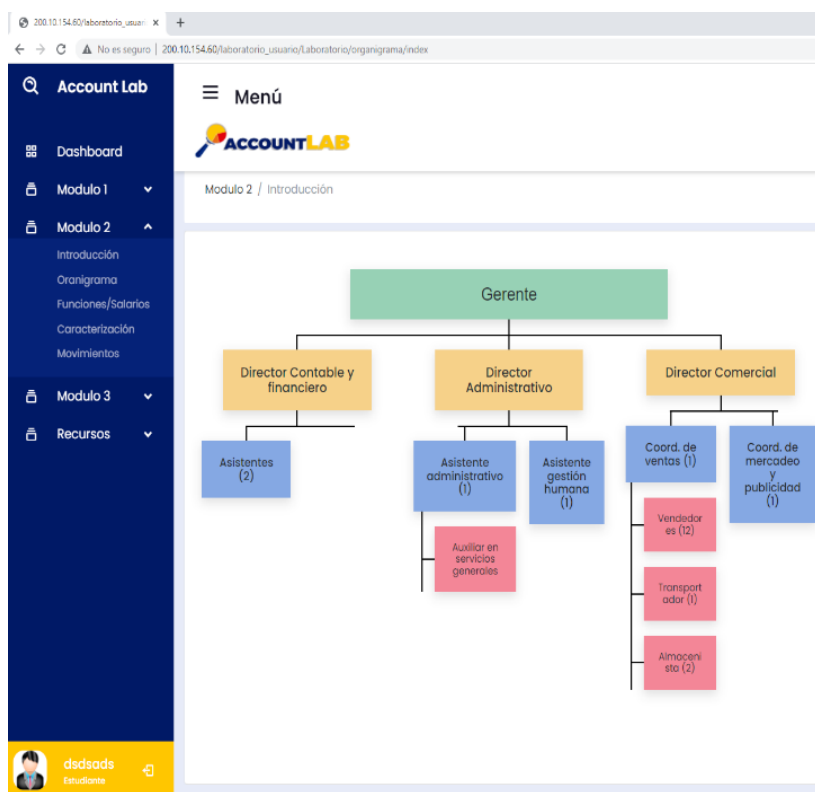 200.10.154.60/laboratorio_usuari
No es seguro | 200.10.154.60/laboratorio_usuario/Laboratorio/organigrama/index
Account Lab
Dashboard
Modulo 1
Modulo 2
Introducción
Oranigrama
Funciones/Salarios
Caracterización
Movimientos
Modulo 3
Recursos
dsdsads
Estudiante
Menú
ACCOUNTLAB
Modulo 2 / Introducción
Gerente
Director Contable y
financiero
Director
Administrativo
Director Comercial
Asistentes
(2)
Asistente
administrativo
(1)
Asistente
gestión
humana
(1)
Coord. de
ventas (1)
Coord. de
mercadeo
y
publicidad
(1)
Auxiliar en
servicios
generales
Vendedor
es (12)
Transport
ador (1)
Almaceni
sta (2)